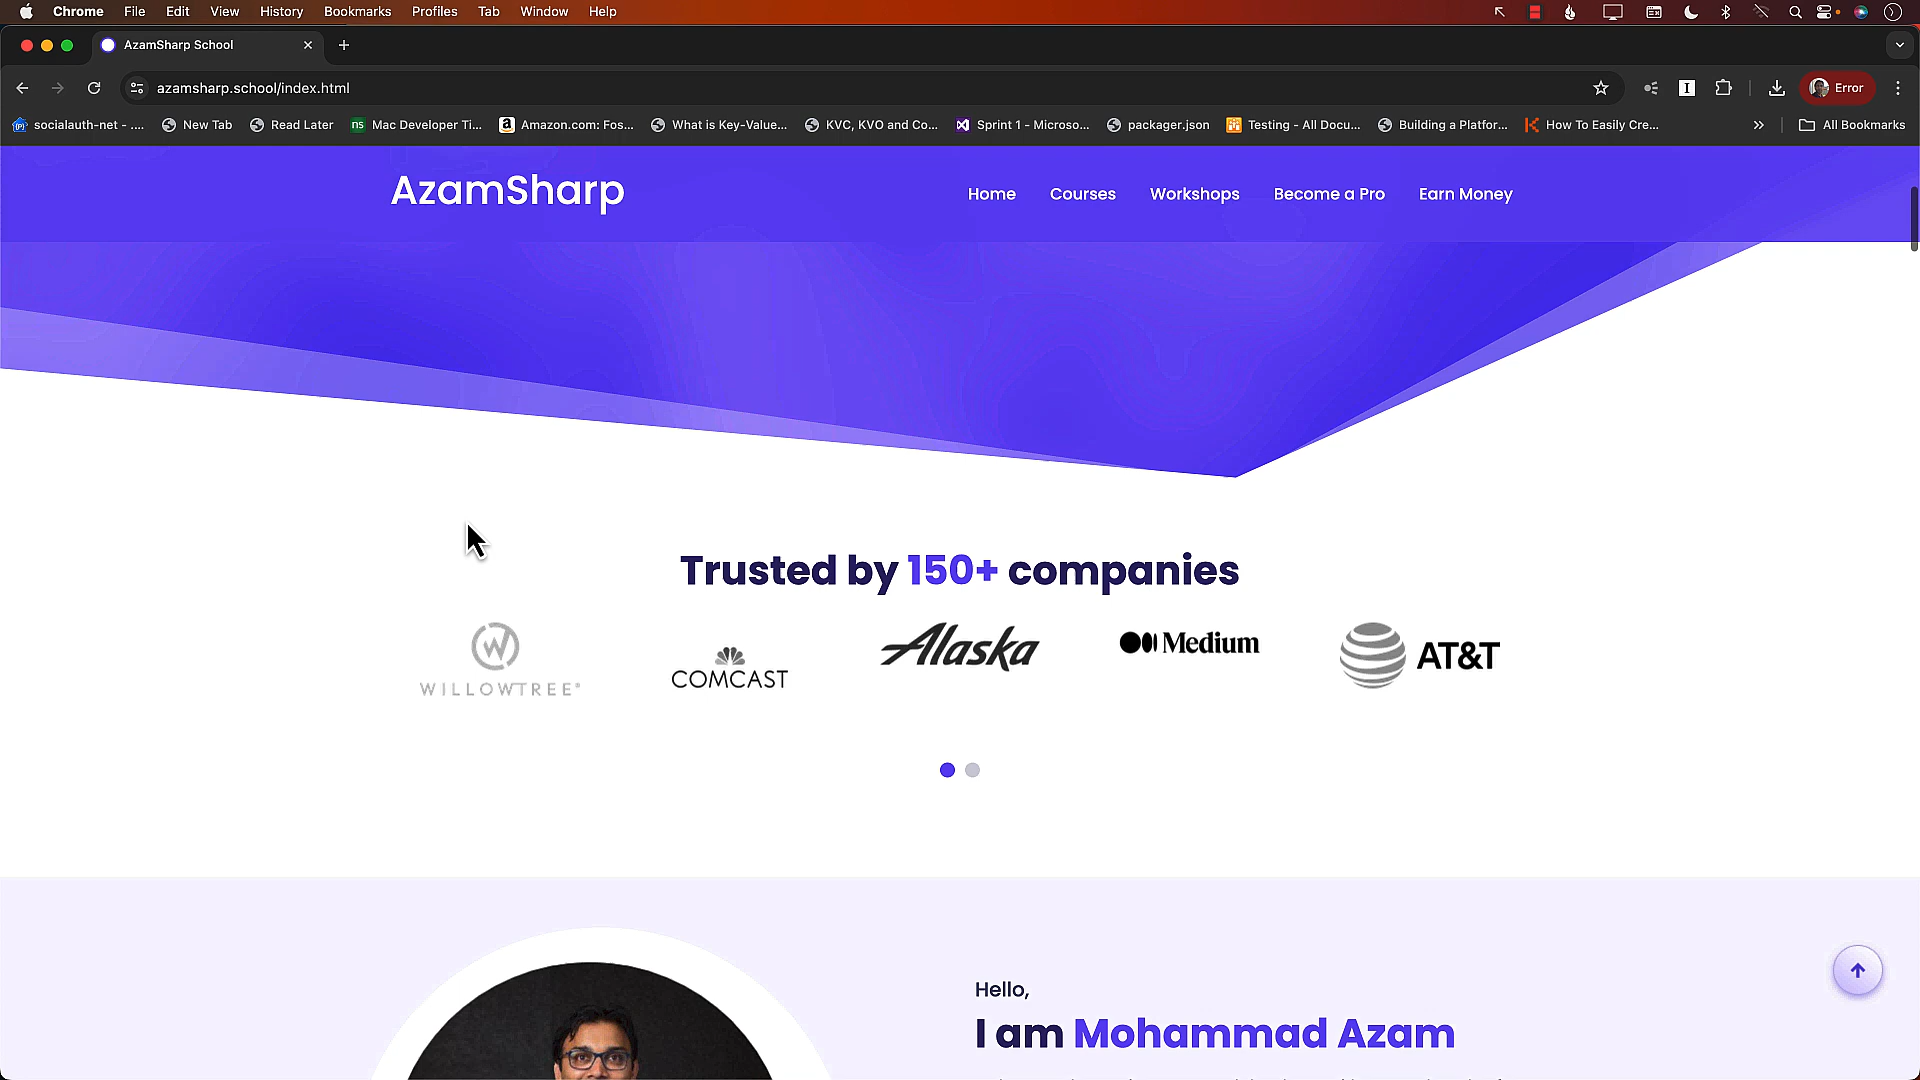 Chrome File Edit View History Bookmarks Profiles Tab Window Help
AzamSharp School
azamsharp.school/index.html
Error
socialauth-net - .... New Tab Read Later ns Mac Developer Ti... Amazon.com: Fos... What is Key-Value... KVC, KVO and Co... Sprint 1 - Microso... packager.json Testing - All Docu... Building a Platfor... How To Easily Cre... All Bookmarks
AzamSharp
Home Courses Workshops Become a Pro Earn Money
Trusted by 150+ companies
WILLOWTREE®
COMCAST
Alaska
Medium
AT&T
Hello,
I am Mohammad Azam